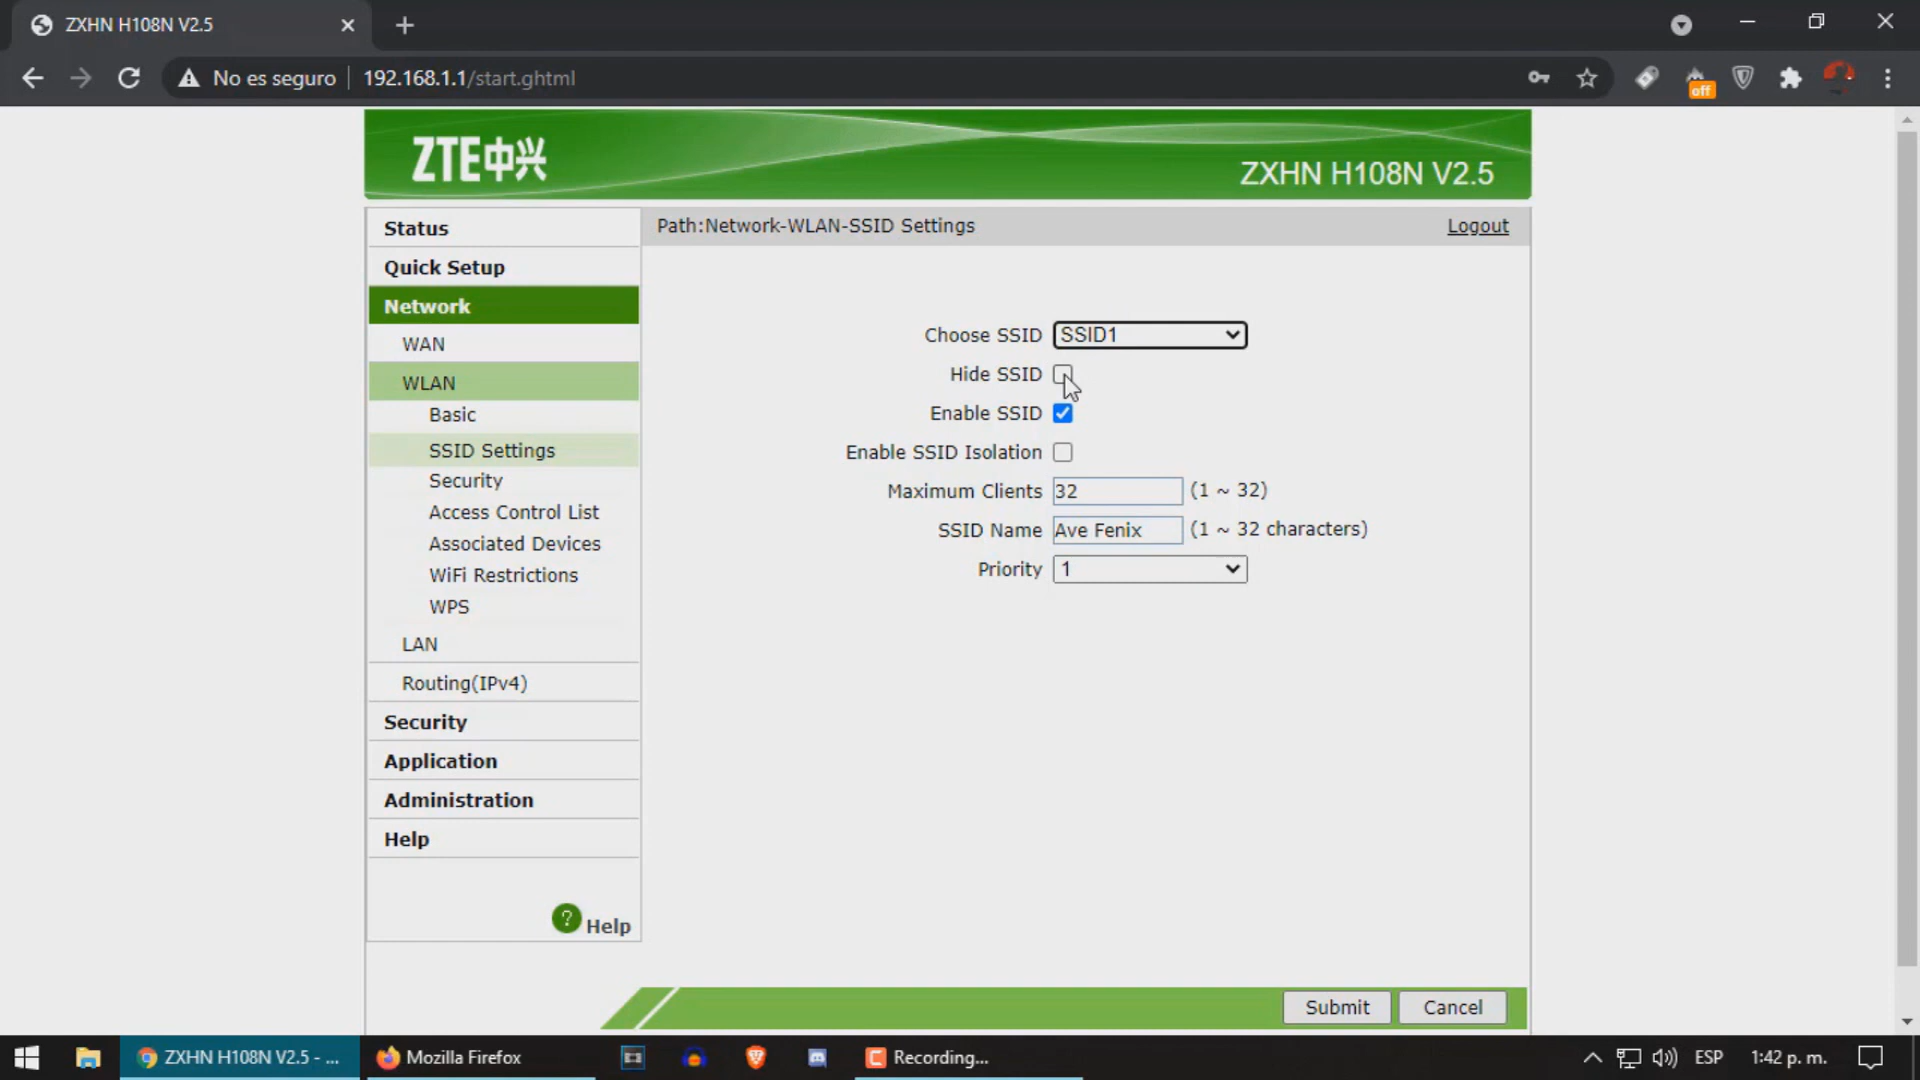 ZXHN H108N V2.5
No es seguro
192.168.1.1/start.ghtml
off
ZTE中兴
ZXHN H108N V2.5
Status
Quick Setup
Network
WAN
WLAN
Basic
SSID Settings
Security
Access Control List
Associated Devices
WiFi Restrictions
WPS
LAN
Routing(IPv4)
Security
Application
Administration
Help
? Help
Path:Network-WLAN-SSID Settings
Logout
Choose SSID SSID1
Hide SSID
Enable SSID
Enable SSID Isolation
Maximum Clients 32 (1 ~ 32)
SSID Name Ave Fenix (1 ~ 32 characters)
Priority 1
Submit
Cancel
ZXHN H108N V2.5 - ...
Mozilla Firefox
Recording...
ESP
1:42 p. m.